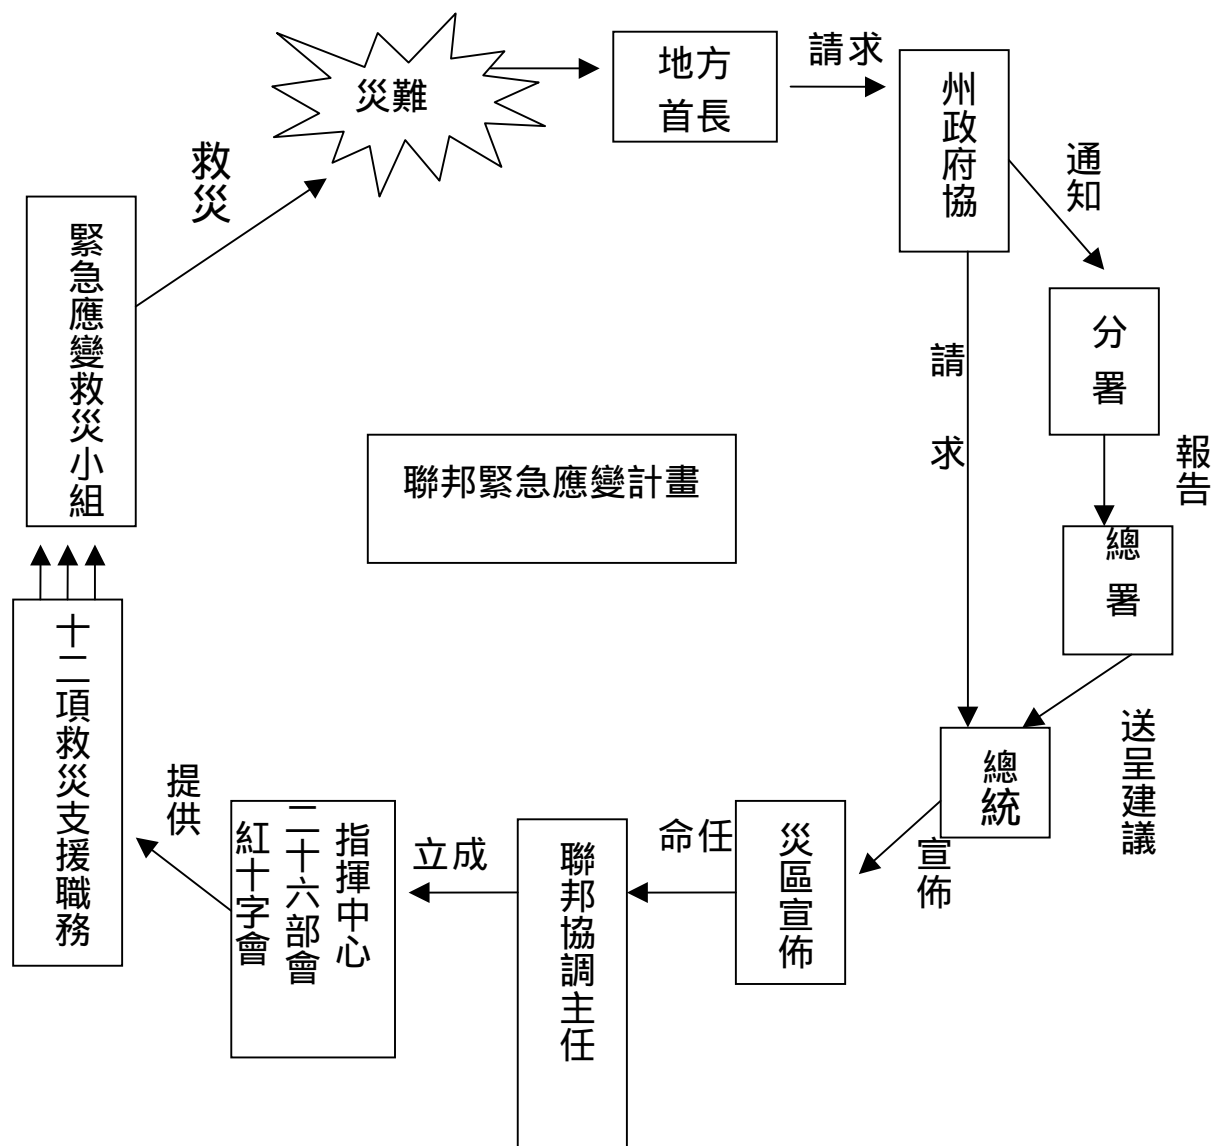 災難
地方
首長
請求
州政府協
通知
分署
報告
總署
請求
送呈建議
總統
宣佈
災區宣佈
命任
聯邦協調主任
立成
指揮中心
二十六部會
紅十字會
提供
十二項救災支援職務
緊急應變救災小組
救災
聯邦緊急應變計畫